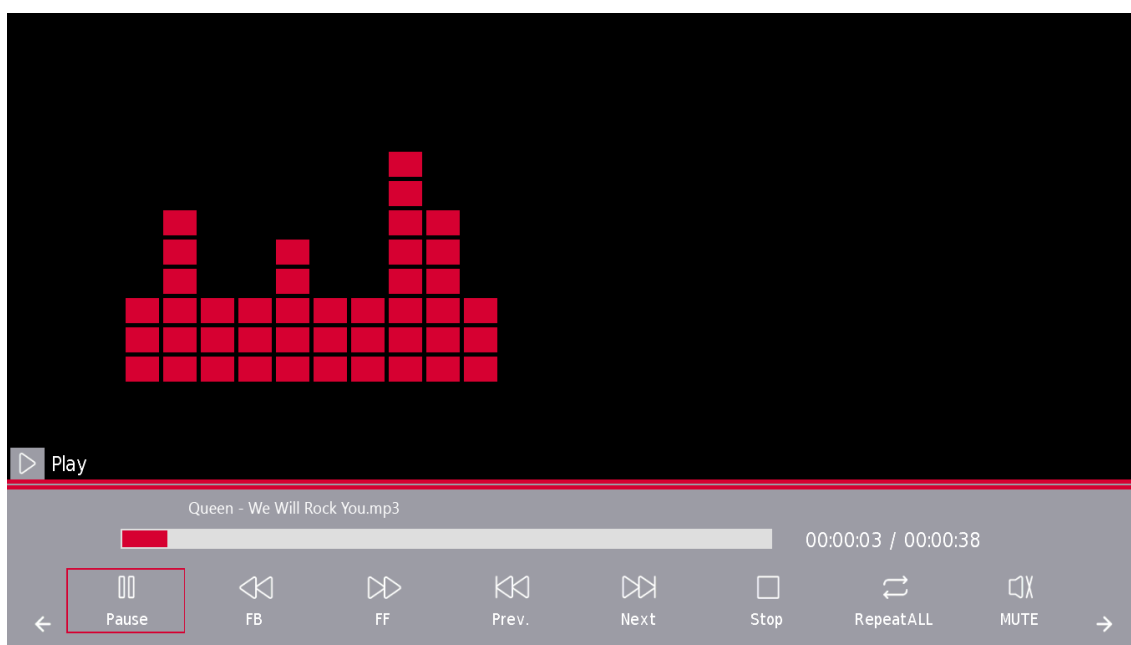 Play
Queen - We Will Rock You.mp3
00:00:03 / 00:00:38
Pause FB FF Prev. Next Stop RepeatALL MUTE